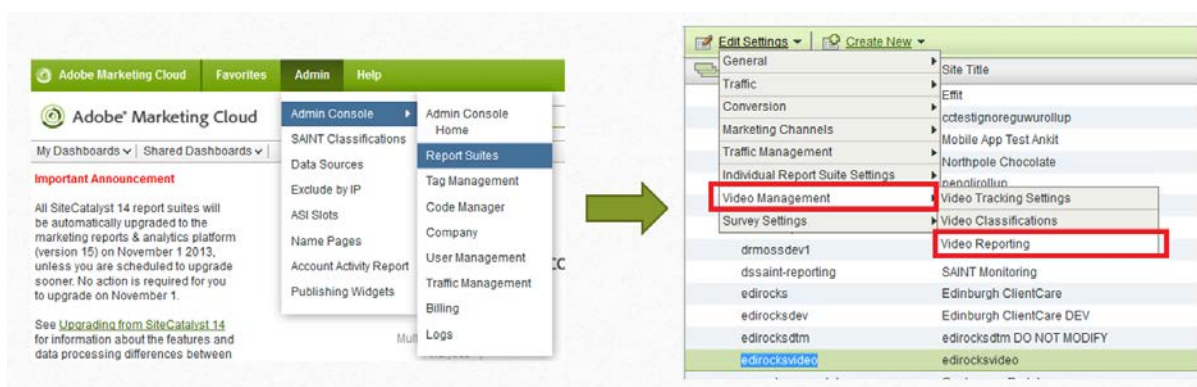 Adobe Marketing Cloud Favorites Admin Help
Adobe® Marketing Cloud
My Dashboards Shared Dashboards
Important Announcement
All SiteCatalyst 14 report suites will
be automatically upgraded to the
marketing reports & analytics platform
(version 15) on November 1 2013,
unless you are scheduled to upgrade
sooner. No action is required for you
to upgrade on November 1.
See Upgrading from SiteCatalyst 14
for information about the features and
data processing differences between
Admin Console
SAINT Classifications
Data Sources
Exclude by IP
ASI Slots
Name Pages
Account Activity Report
Publishing Widgets
Admin Console
Home
Report Suites
Tag Management
Code Manager
Company
User Management
Traffic Management
Billing
Logs
Edit Settings Create New
General
Traffic
Conversion
Marketing Channels
Traffic Management
Individual Report Suite Settings
Video Management
Survey Settings
Video Tracking Settings
Video Classifications
Video Reporting
Site Title
Effit
cctestignoreguwurollup
Mobile App Test Ankit
Northpole Chocolate
drmossdev1
dssaint-reporting SAINT Monitoring
edirocks Edinburgh ClientCare
edirocksdev Edinburgh ClientCare DEV
edirocksdtm edirocksdtm DO NOT MODIFY
edirocksvideo edirocksvideo